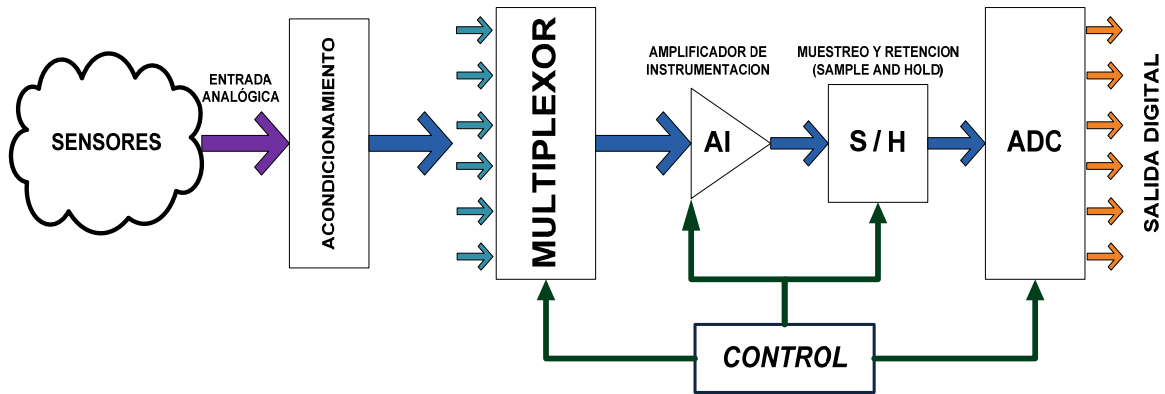 SENSORES
ENTRADA
ANALÓGICA
ACONDICIONAMIENTO
MULTIPLEXOR
AMPLIFICADOR DE
INSTRUMENTACION
AI
MUESTREO Y RETENCION
(SAMPLE AND HOLD)
S / H
ADC
SALIDA DIGITAL
CONTROL